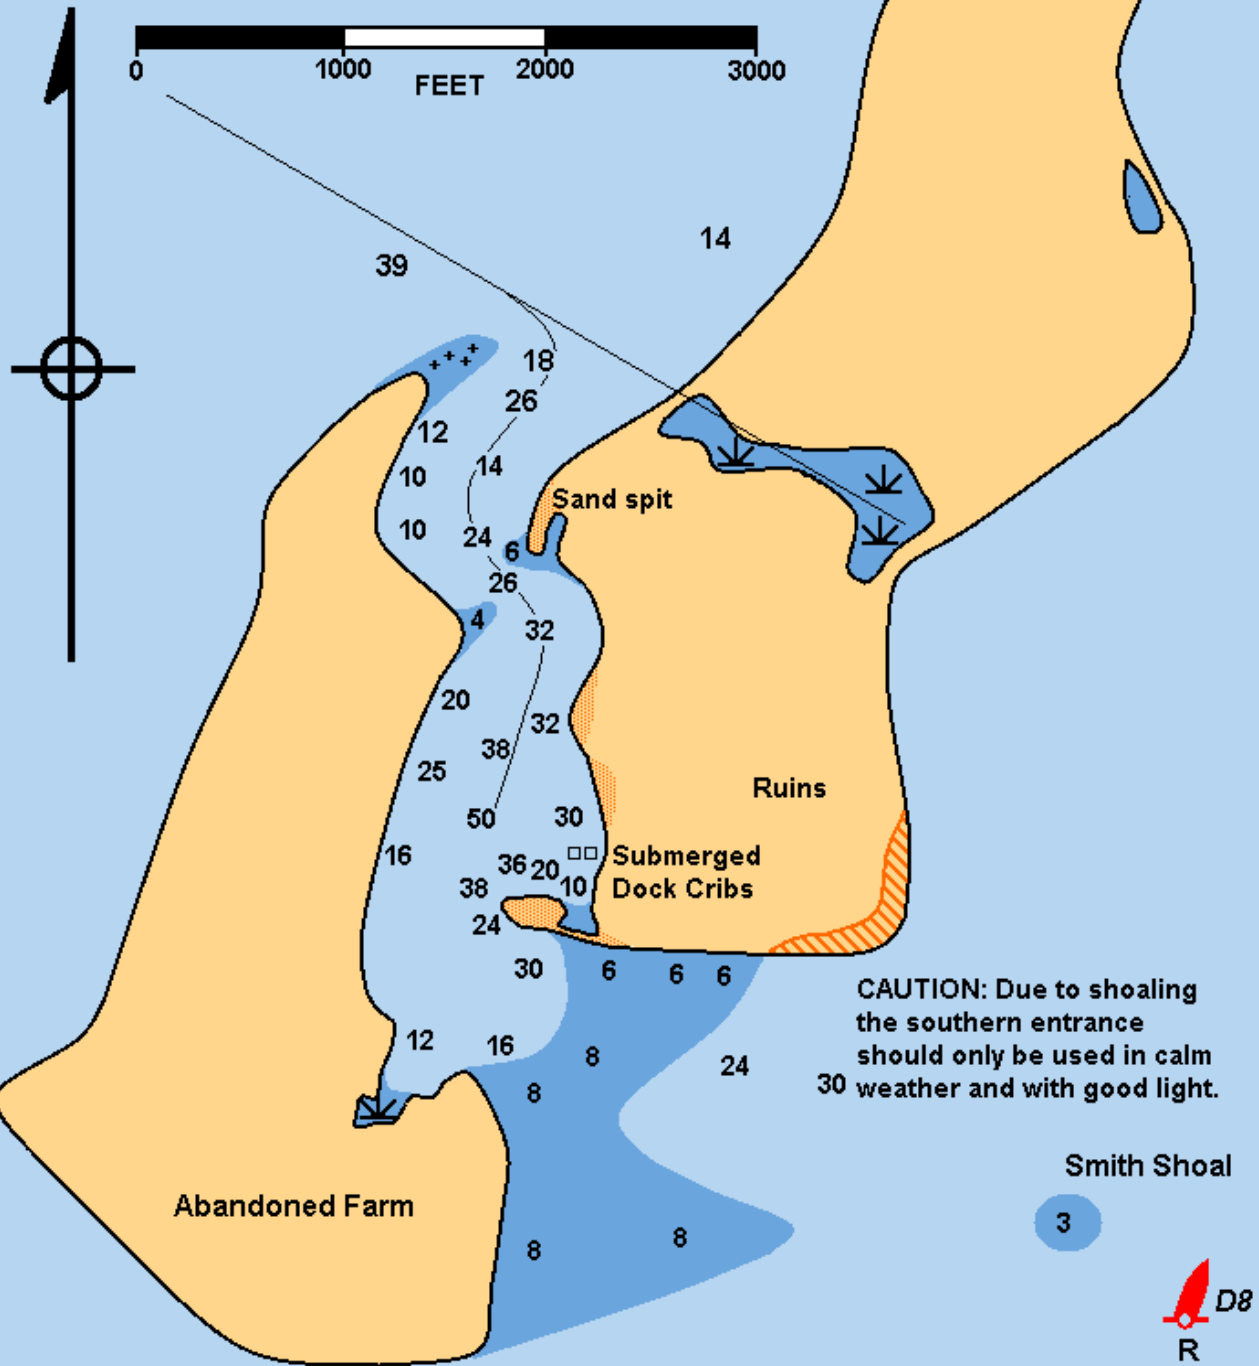 0 1000 2000 3000
FEET
14
39
18
26
12
14
10
Sand spit
10
24
6
26
4
32
20
32
38
25
Ruins
50
30
16
36
20
Submerged
Dock Cribs
38
10
24
30
6
6
6
CAUTION: Due to shoaling
the southern entrance
should only be used in calm
weather and with good light.
12
16
8
24
30
8
Smith Shoal
Abandoned Farm
3
8
8
D8
R